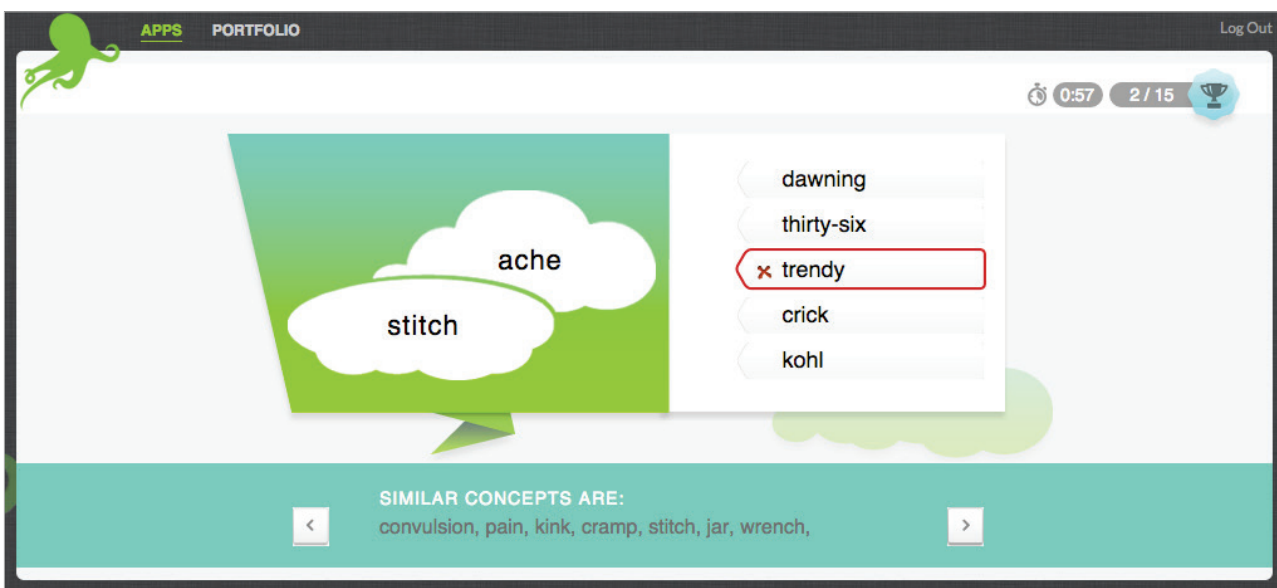 APPS PORTFOLIO Log Out
0:57 2 / 15
ache
stitch
dawning
thirty-six
trendy
crick
kohl
SIMILAR CONCEPTS ARE:
convulsion, pain, kink, cramp, stitch, jar, wrench,